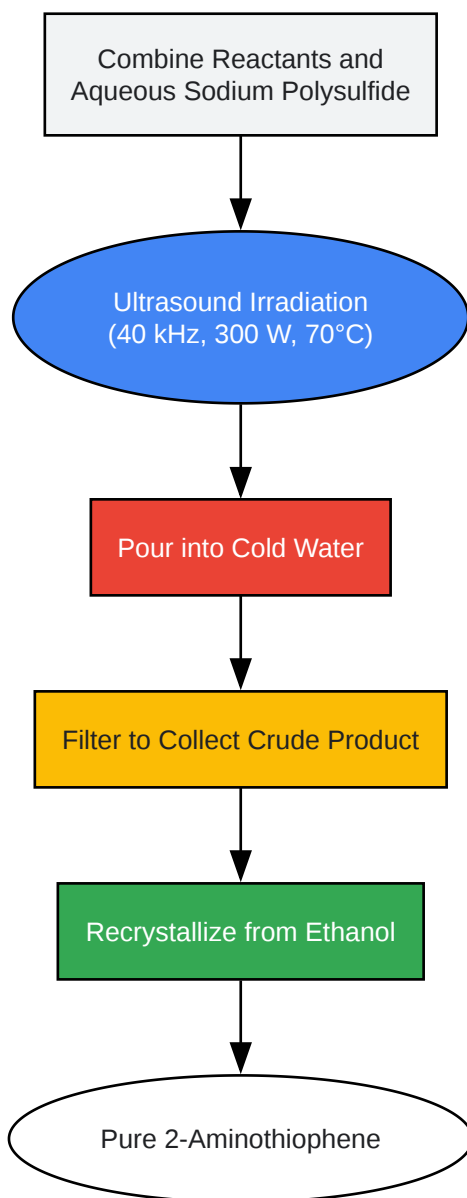 Combine Reactants and
Aqueous Sodium Polysulfide
Ultrasound Irradiation
(40 kHz, 300 W, 70°C)
Pour into Cold Water
Filter to Collect Crude Product
Recrystallize from Ethanol
Pure 2-Aminothiophene